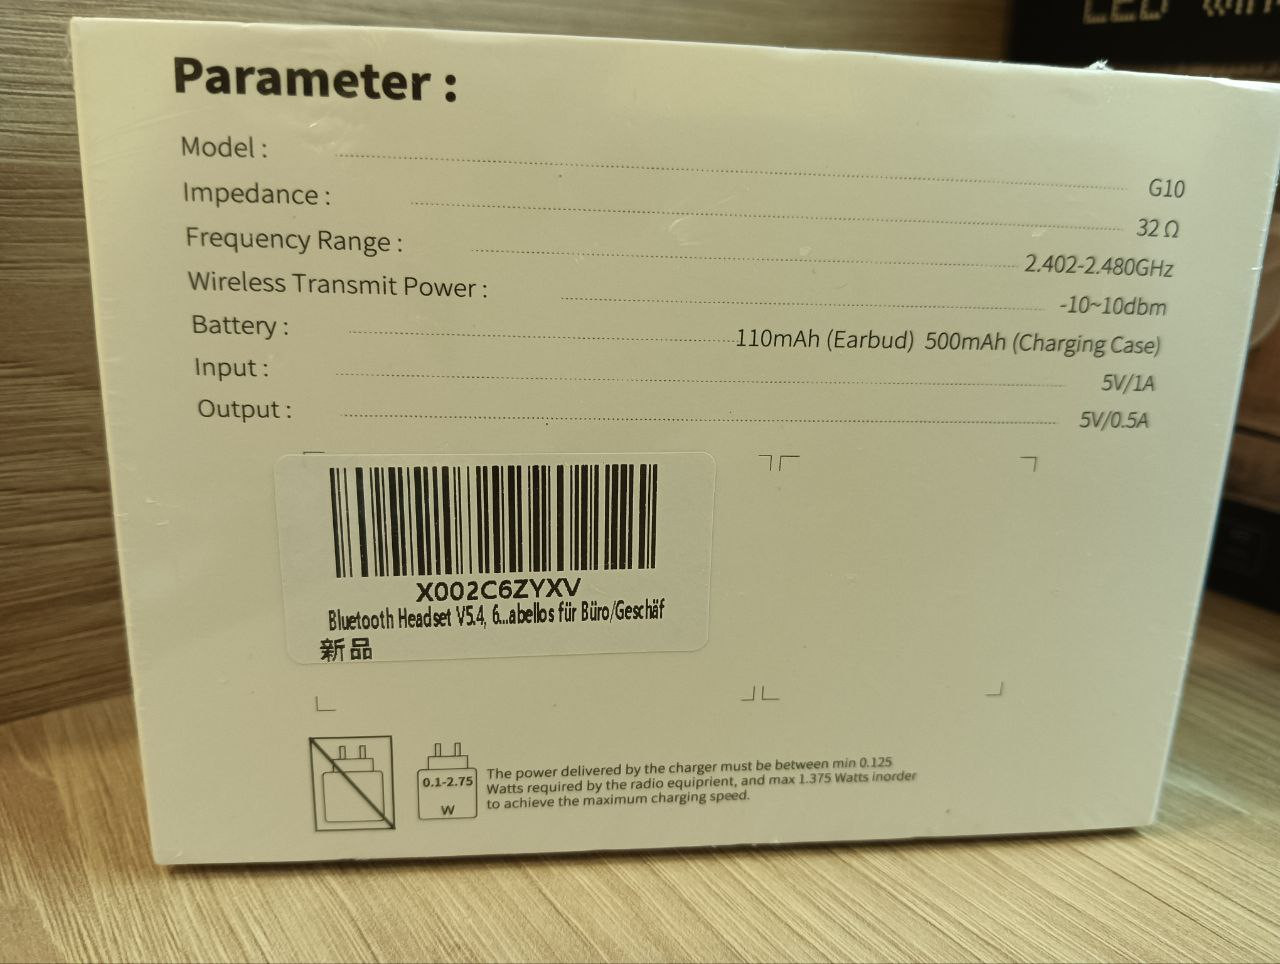 LED
Parameter :
Model : G10
Impedance : 32 Ω
Frequency Range : 2.402-2.480GHz
Wireless Transmit Power : -10~10dbm
Battery : 110mAh (Earbud) 500mAh (Charging Case)
Input : 5V/1A
Output : 5V/0.5A
X002C6ZYXV
Bluetooth Headset V5.4, 6...abellos für Büro/Geschäf
新品
0.1-2.75
W
The power delivered by the charger must be between min 0.125
Watts required by the radio equiprient, and max 1.375 Watts inorder
to achieve the maximum charging speed.